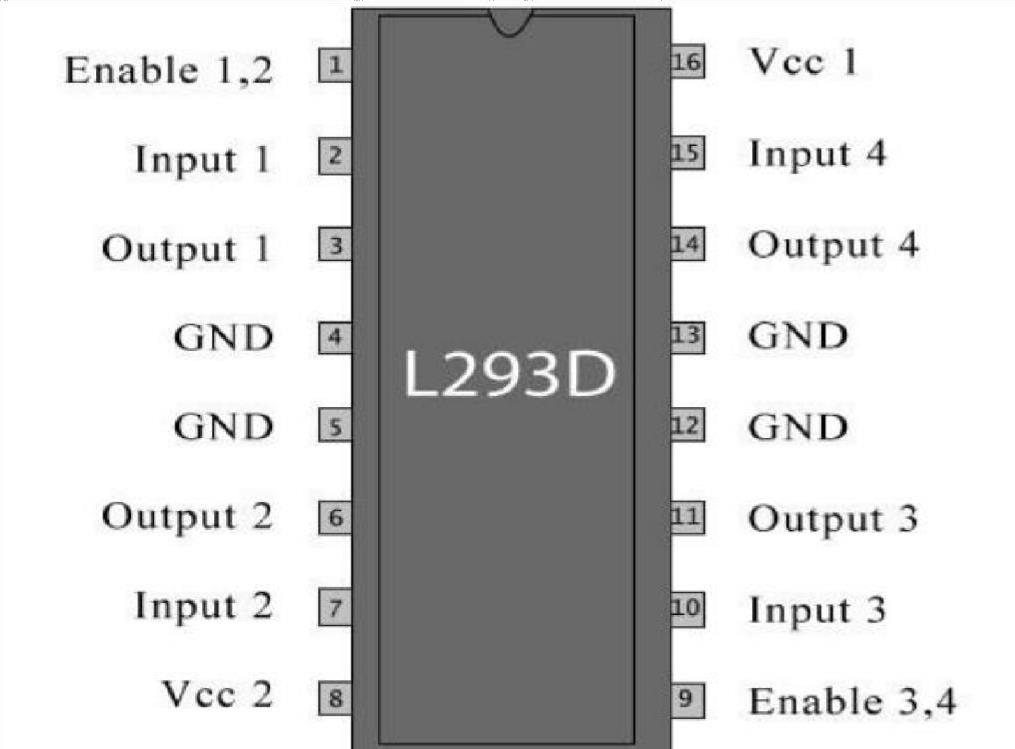 Enable 1,2 1 16 Vcc 1
Input 1 2 15 Input 4
Output 1 3 14 Output 4
GND 4 13 GND
L293D
GND 5 12 GND
Output 2 6 11 Output 3
Input 2 7 10 Input 3
Vcc 2 8 9 Enable 3,4